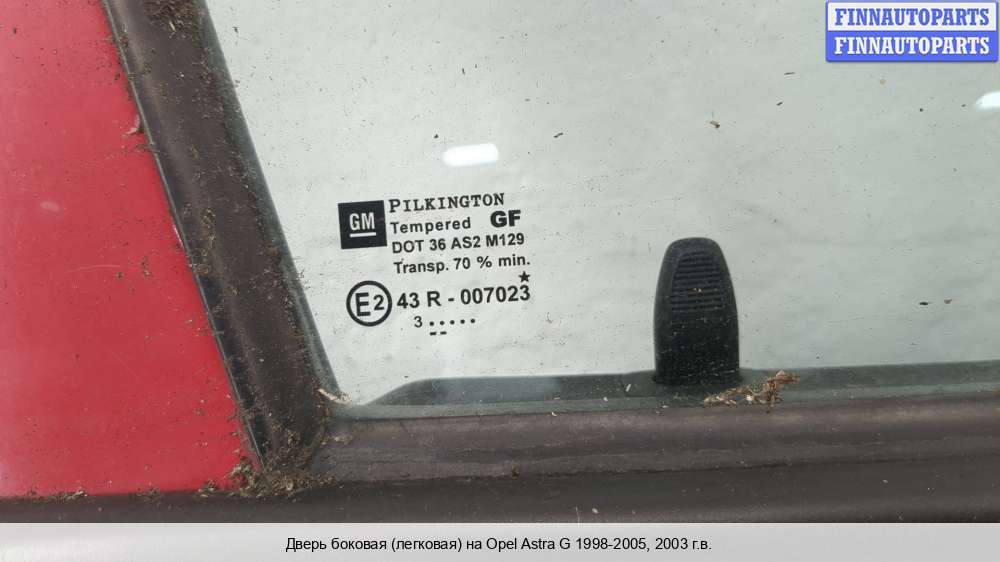 FINNAUTOPARTS
FINNAUTOPARTS
GM
PILKINGTON
Tempered GF
DOT 36 AS2 M129
Transp. 70 % min.
E2 43 R - 007023
3
Дверь боковая (легковая) на Opel Astra G 1998-2005, 2003 г.в.